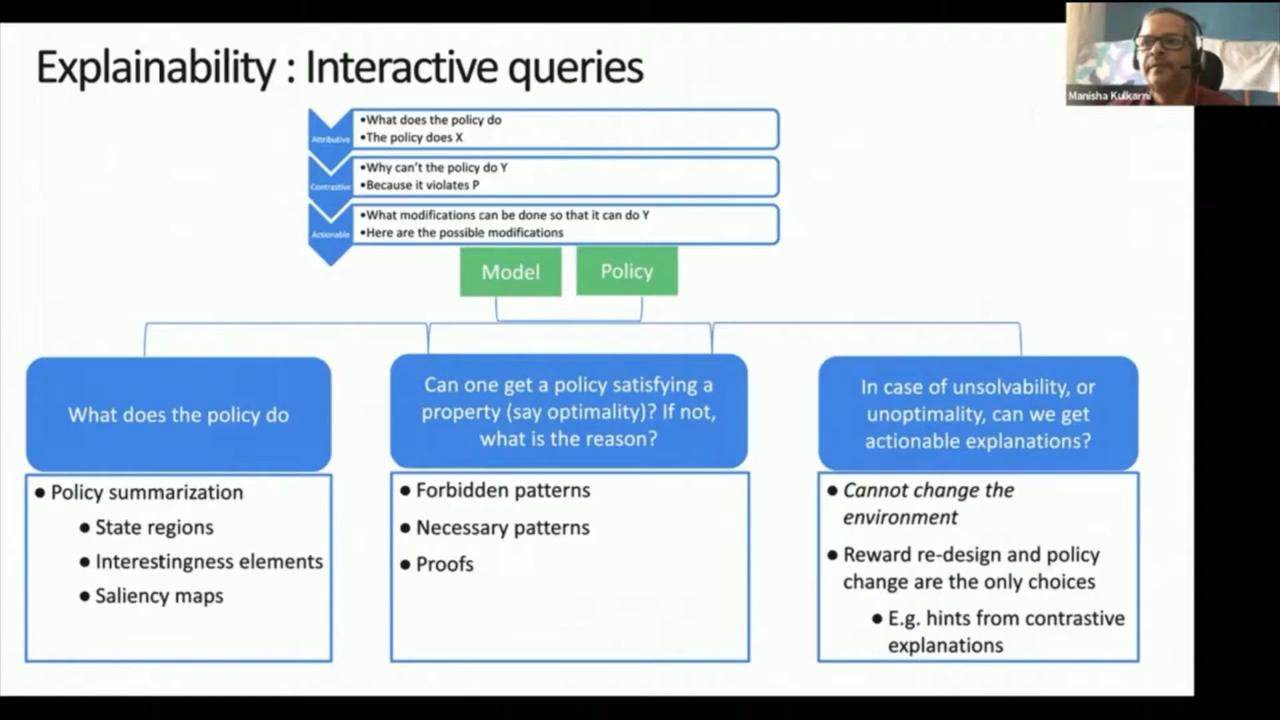 Explainability : Interactive queries
Manisha Kulkarni
Attributive
•What does the policy do
•The policy does X
Contrastive
•Why can't the policy do Y
•Because it violates P
Actionable
•What modifications can be done so that it can do Y
•Here are the possible modifications
Model
Policy
What does the policy do
● Policy summarization
● State regions
● Interestingness elements
● Saliency maps
Can one get a policy satisfying a
property (say optimality)? If not,
what is the reason?
● Forbidden patterns
● Necessary patterns
● Proofs
In case of unsolvability, or
unoptimality, can we get
actionable explanations?
● Cannot change the
environment
● Reward re-design and policy
change are the only choices
● E.g. hints from contrastive
explanations